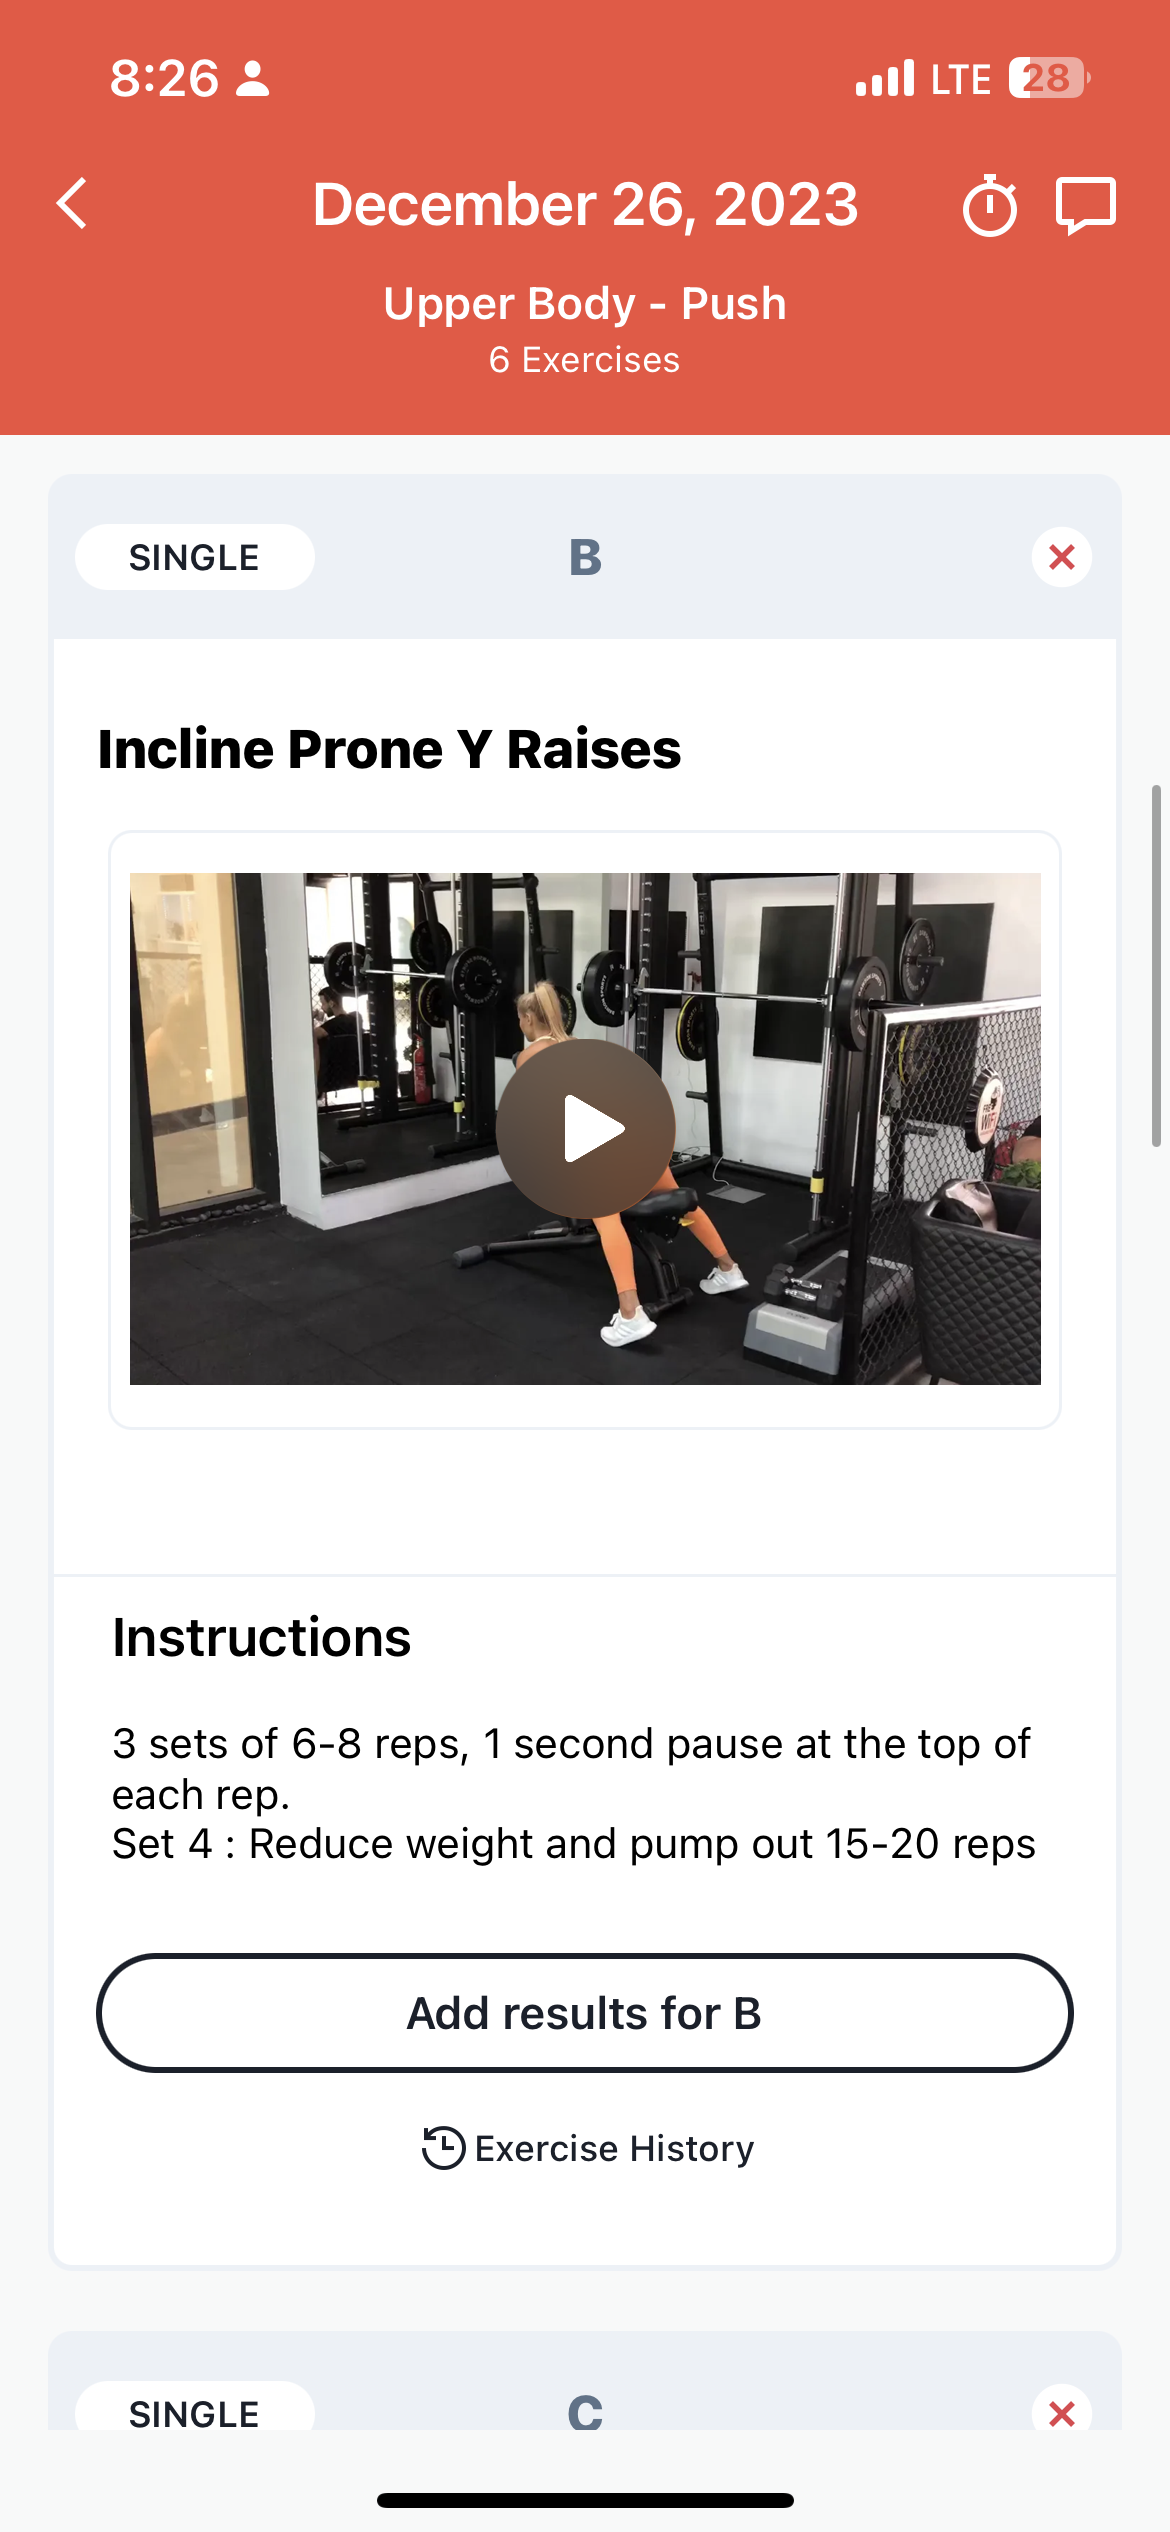 8:26 LTE 28
December 26, 2023
Upper Body - Push
6 Exercises
SINGLE B
Incline Prone Y Raises
Instructions
3 sets of 6-8 reps, 1 second pause at the top of
each rep.
Set 4 : Reduce weight and pump out 15-20 reps
Add results for B
Exercise History
SINGLE C